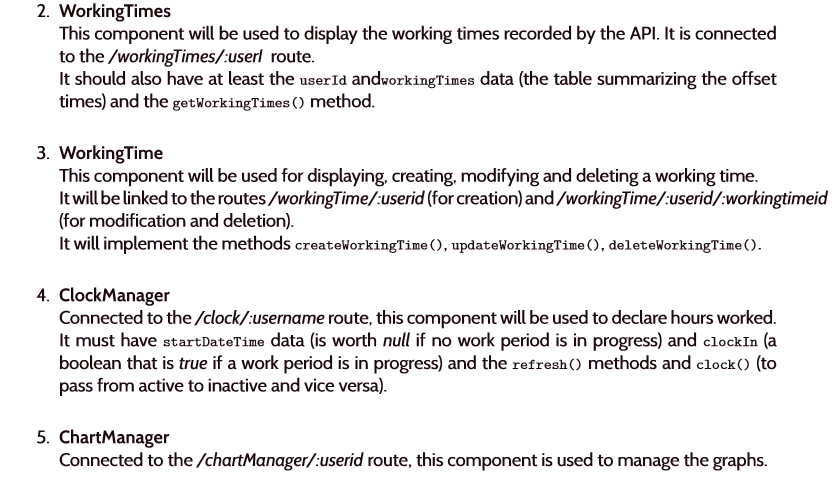 2. WorkingTimes
This component will be used to display the working times recorded by the API. It is connected
to the /workingTimes/:userI route.
It should also have at least the userId andworkingTimes data (the table summarizing the offset
times) and the getWorkingTimes() method.
3. WorkingTime
This component will be used for displaying, creating, modifying and deleting a working time.
It will be linked to the routes /workingTime/:userid (for creation) and /workingTime/:userid/:workingtimeid
(for modification and deletion).
It will implement the methods createWorkingTime(), updateWorkingTime(), deleteWorkingTime().
4. ClockManager
Connected to the /clock/:username route, this component will be used to declare hours worked.
It must have startDateTime data (is worth null if no work period is in progress) and clockIn (a
boolean that is true if a work period is in progress) and the refresh() methods and clock() (to
pass from active to inactive and vice versa).
5. ChartManager
Connected to the /chartManager/:userid route, this component is used to manage the graphs.